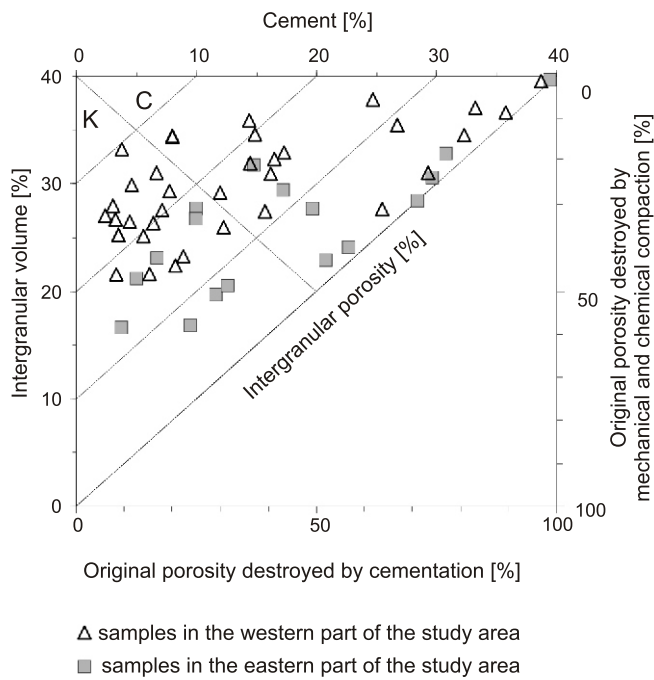 Cement [%]
0 10 20 30 40
40 C 0
K
30
Intergranular volume [%]
20 50
Intergranular porosity [%]
Original porosity destroyed by
mechanical and chemical compaction [%]
10
0 100
0 50 100
Original porosity destroyed by cementation [%]
samples in the western part of the study area
samples in the eastern part of the study area